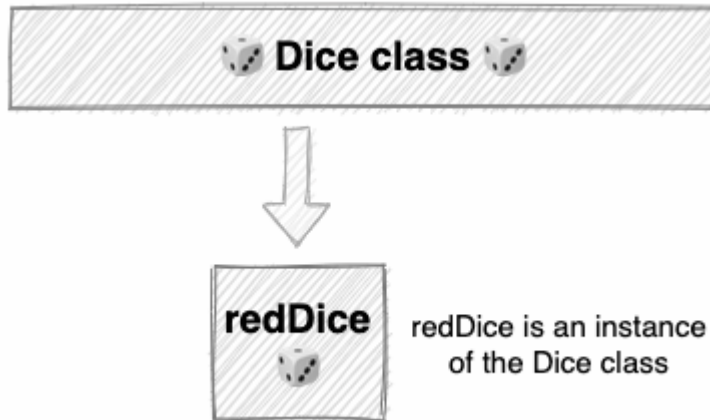 Dice class
redDice
redDice is an instance
of the Dice class